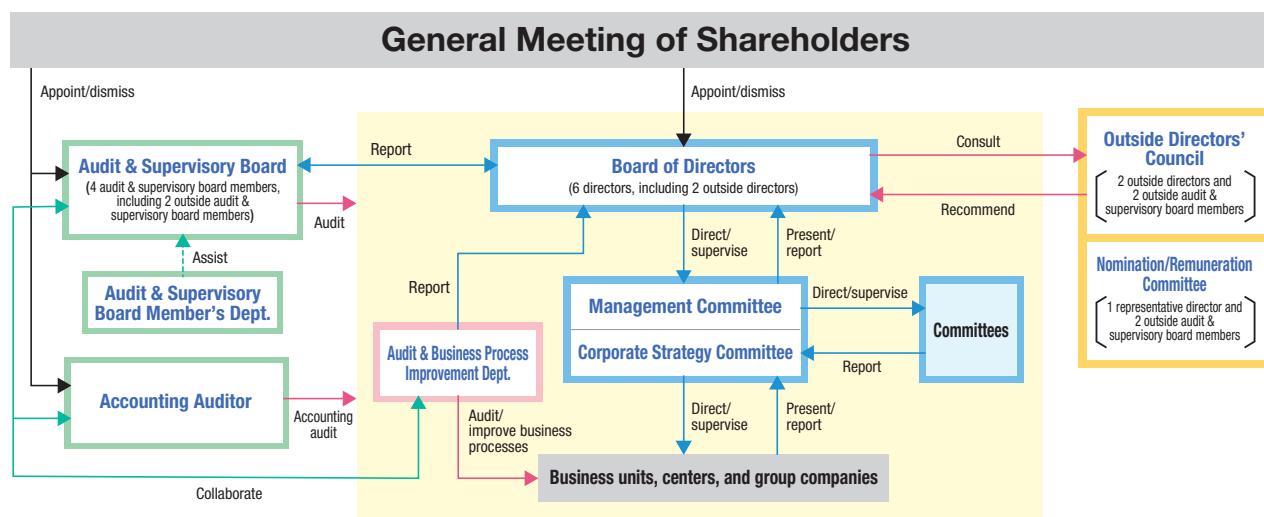 General Meeting of Shareholders
Appoint/dismiss
Appoint/dismiss
Audit & Supervisory Board
(4 audit & supervisory board members,
including 2 outside audit &
supervisory board members)
Report
Audit
Board of Directors
(6 directors, including 2 outside directors)
Consult
Recommend
Outside Directors'
Council
2 outside directors and
2 outside audit &
supervisory board members
Assist
Audit & Supervisory
Board Member's Dept.
Direct/
supervise
Present/
report
Nomination/Remuneration
Committee
1 representative director and
2 outside audit &
supervisory board members
Report
Management Committee
Corporate Strategy Committee
Direct/supervise
Report
Committees
Audit & Business Process
Improvement Dept.
Accounting Auditor
Accounting
audit
Audit/
improve business
processes
Direct/
supervise
Present/
report
Business units, centers, and group companies
Collaborate